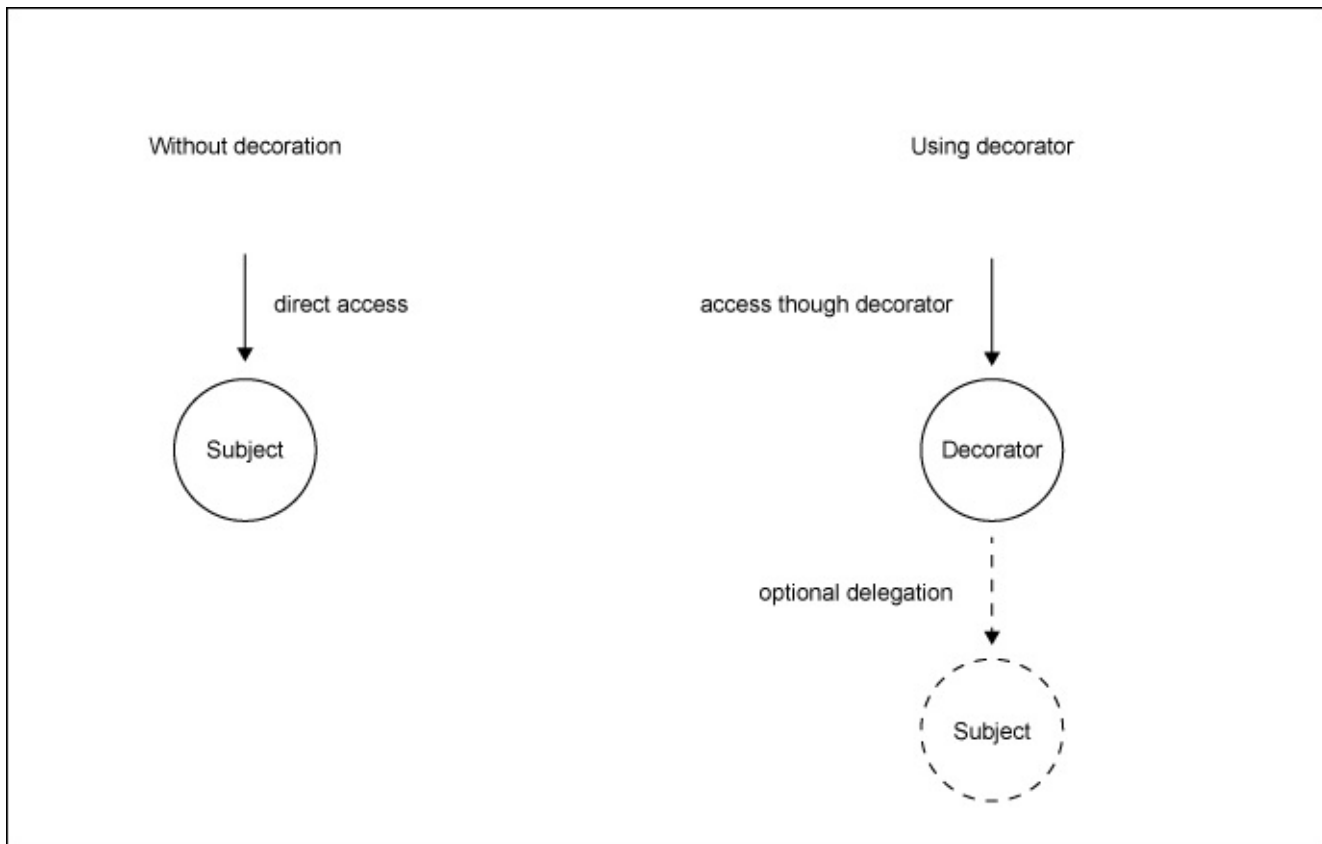 Without decoration
Using decorator
direct access
access though decorator
Subject
Decorator
optional delegation
Subject